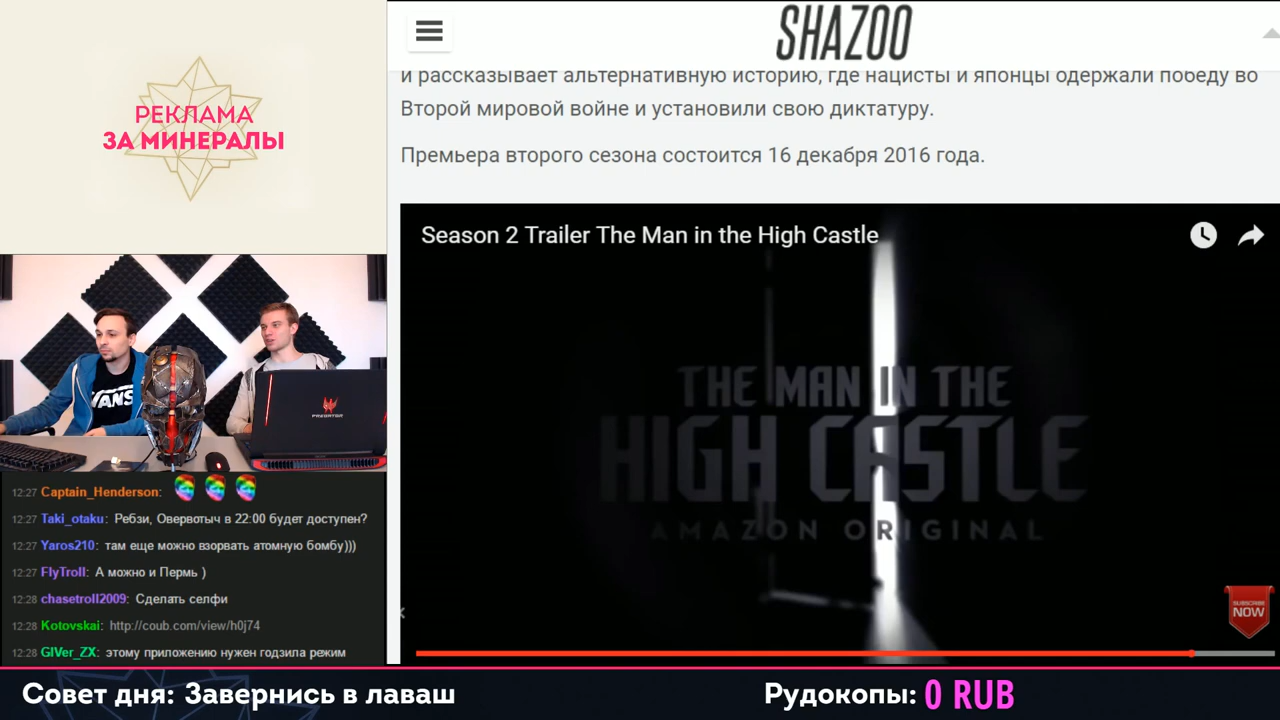 РЕКЛАМА
ЗА МИНЕРАЛЫ
SHAZOO
и рассказывает альтернативную историю, где нацисты и японцы одержали победу во
Второй мировой войне и установили свою диктатуру.
Премьера второго сезона состоится 16 декабря 2016 года.
Season 2 Trailer The Man in the High Castle
THE MAN IN THE
HIGH CASTLE
AMAZON ORIGINAL
SUBSCRIBE
NOW
VANS
PREDATOR
12:27 Captain_Henderson:
12:27 Taki_otaku: Ребзи, Овервотыч в 22:00 будет доступен?
12:27 Yaros210: там еще можно взорвать атомную бомбу)))
12:27 FlyTroll: А можно и Пермь )
12:28 chasetroll2009: Сделать селфи
12:28 Kotovskai: http://coub.com/view/h0j74
12:28 GIVer_ZX: этому приложению нужен годзила режим
Совет дня: Завернись в лаваш
Рудокопы: 0 RUB